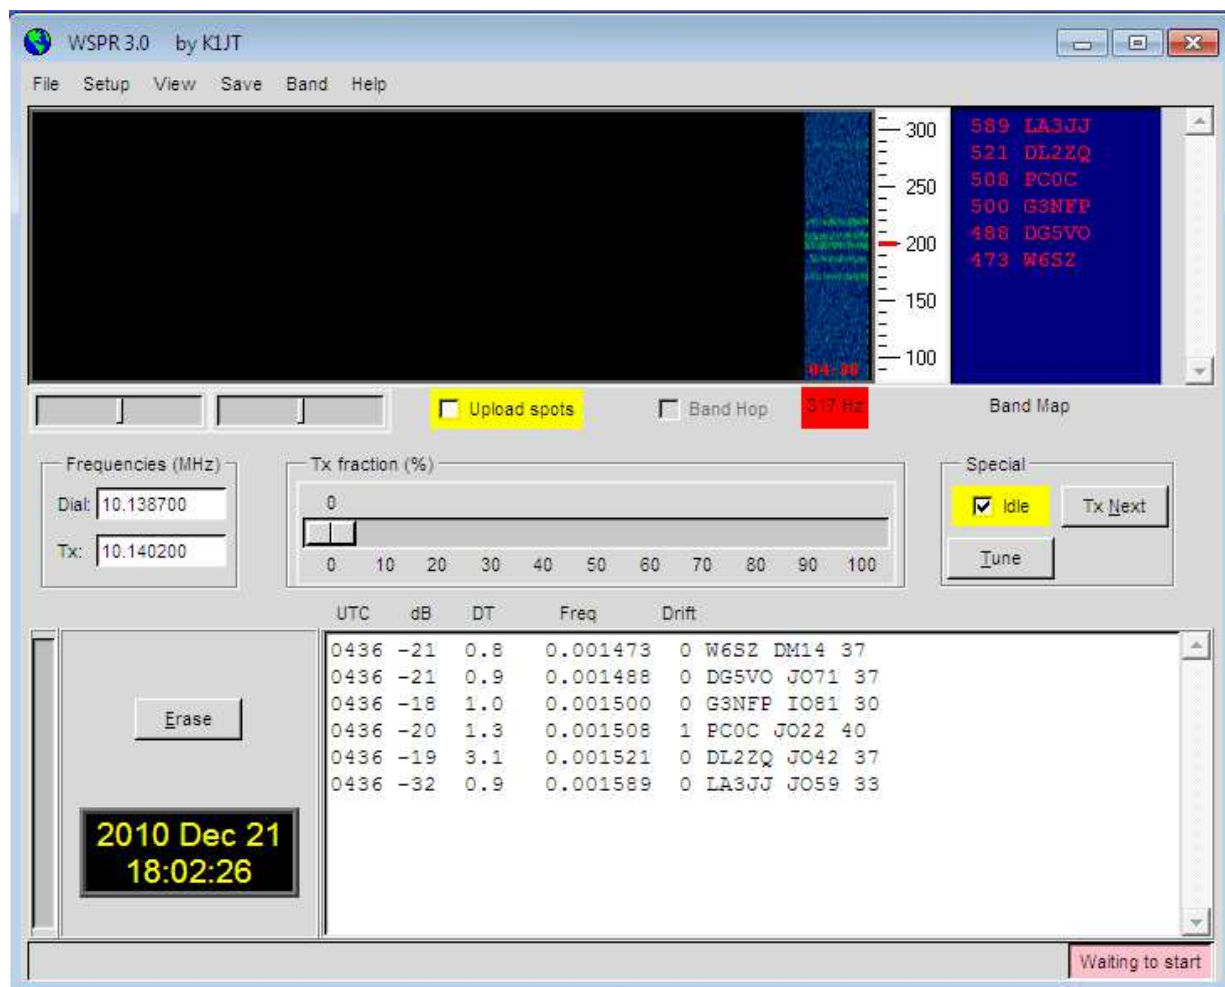 WSPR 3.0 by K1JT
File Setup View Save Band Help
300
250
200
150
100
589 LA3JJ
521 DL2ZQ
508 PC0C
500 G3NFP
488 DG5VO
473 W6SZ
Upload spots
Band Hop
317 Hz
Band Map
Frequencies (MHz)
Dial: 10.138700
Tx: 10.140200
Tx fraction (%)
0
0 10 20 30 40 50 60 70 80 90 100
Special
Idle
Tx Next
Tune
UTC dB DT Freq Drift
0436 -21 0.8 0.001473 0 W6SZ DM14 37
0436 -21 0.9 0.001488 0 DG5VO JO71 37
0436 -18 1.0 0.001500 0 G3NFP IO81 30
0436 -20 1.3 0.001508 1 PC0C JO22 40
0436 -19 3.1 0.001521 0 DL2ZQ JO42 37
0436 -32 0.9 0.001589 0 LA3JJ JO59 33
Erase
2010 Dec 21
18:02:26
Waiting to start